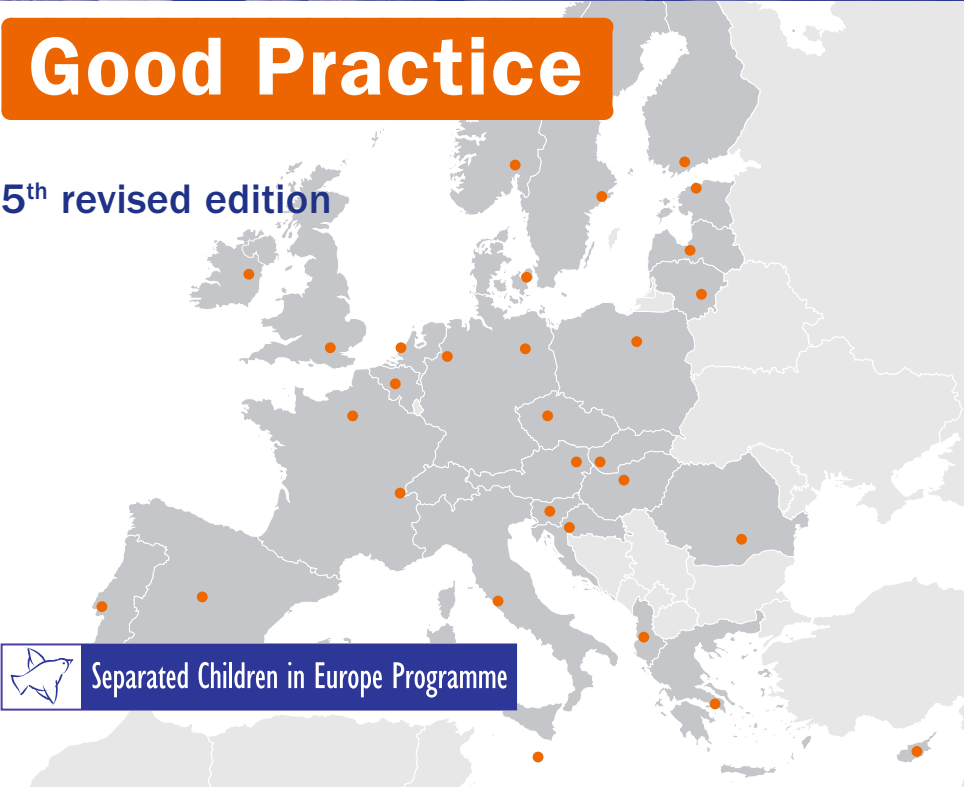 Good Practice
5th revised edition
Separated Children in Europe Programme